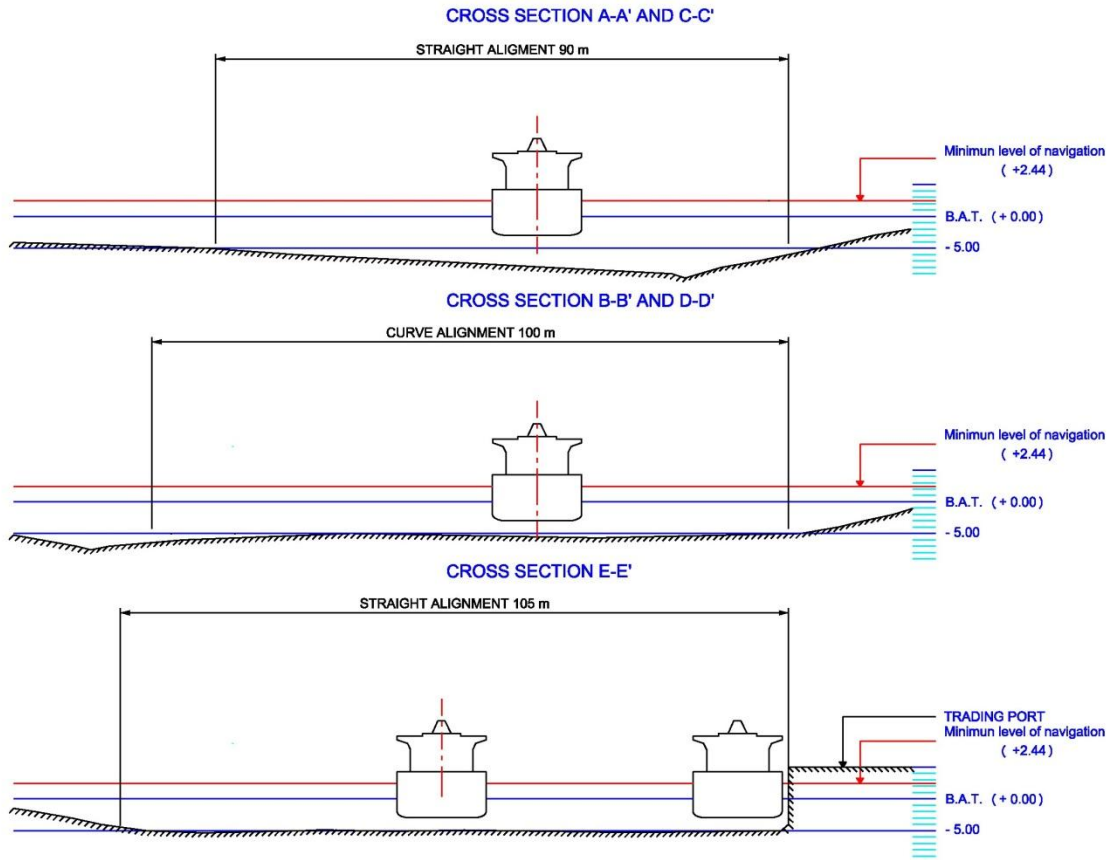 CROSS SECTION A-A' AND C-C'
STRAIGHT ALIGMENT 90 m
Minimun level of navigation
( +2.44 )
B.A.T. ( + 0.00 )
- 5.00
CROSS SECTION B-B' AND D-D'
CURVE ALIGNMENT 100 m
Minimun level of navigation
( +2.44 )
B.A.T. ( + 0.00 )
- 5.00
CROSS SECTION E-E'
STRAIGHT ALIGNMENT 105 m
TRADING PORT
Minimun level of navigation
( +2.44 )
B.A.T. ( + 0.00 )
- 5.00